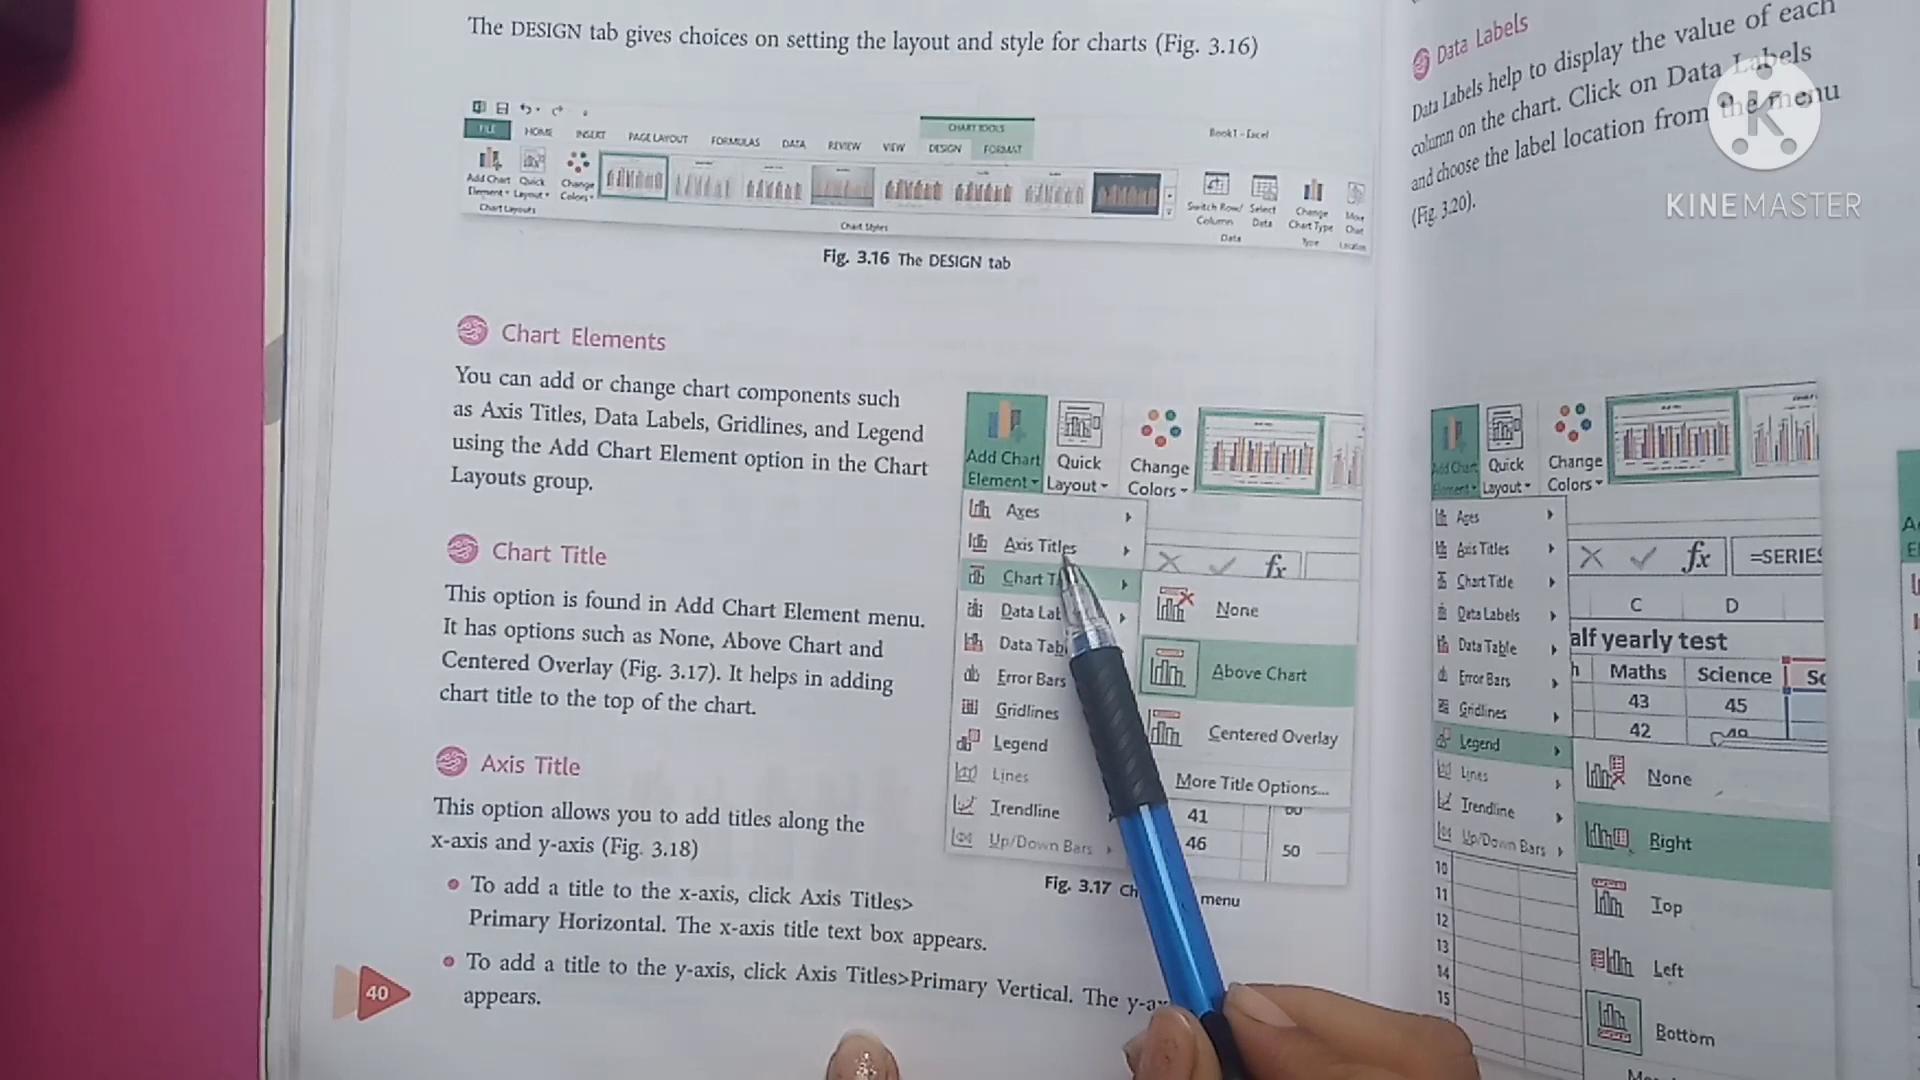 The DESIGN tab gives choices on setting the layout and style for charts (Fig. 3.16)
Book1 - Excel
CHART TOOLS
FILE HOME INSERT PAGE LAYOUT FORMULAS DATA REVIEW VIEW DESIGN FORMAT
Add Chart Quick Change
Element Layout Colors
Chart Layouts
Chart Styles
Switch Row/ Select Change Move
Column Data Chart Type Chart
Data Type Location
Fig. 3.16 The DESIGN tab
Chart Elements
You can add or change chart components such
as Axis Titles, Data Labels, Gridlines, and Legend
using the Add Chart Element option in the Chart
Layouts group.
Chart Title
This option is found in Add Chart Element menu.
It has options such as None, Above Chart and
Centered Overlay (Fig. 3.17). It helps in adding
chart title to the top of the chart.
Axis Title
This option allows you to add titles along the
x-axis and y-axis (Fig. 3.18)
To add a title to the x-axis, click Axis Titles>
Primary Horizontal. The x-axis title text box appears.
To add a title to the y-axis, click Axis Titles>Primary Vertical. The y-ax
appears.
40
Add Chart Quick Change
Element Layout Colors
Axes
Axis Titles
Chart T
Data Lab
Data Tabl
Error Bars
Gridlines
Legend
Lines
Trendline
Up/Down Bars
fx
None
Above Chart
Centered Overlay
More Title Options...
41
46 50
Fig. 3.17 Ch menu
Data Labels
Data Labels help to display the value of each
column on the chart. Click on Data Labels
and choose the label location from the menu
(Fig. 3.20).
KINEMASTER
Add Chart Quick Change
Element Layout Colors
Axes
Axis Titles
Chart Title
Data Labels
Data Table
Error Bars
Gridlines
Legend
Lines
Trendline
Up/Down Bars
fx =SERIES
C D
alf yearly test
h Maths Science Sc
43 45
42
None
Right
Top
Left
Bottom
10
11
12
13
14
15